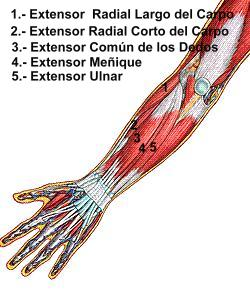 1.- Extensor Radial Largo del Carpo
2.- Extensor Radial Corto del Carpo
3.- Extensor Común de los Dedos
4.- Extensor Meñique
5.- Extensor Ulnar
1
2
3
4 5